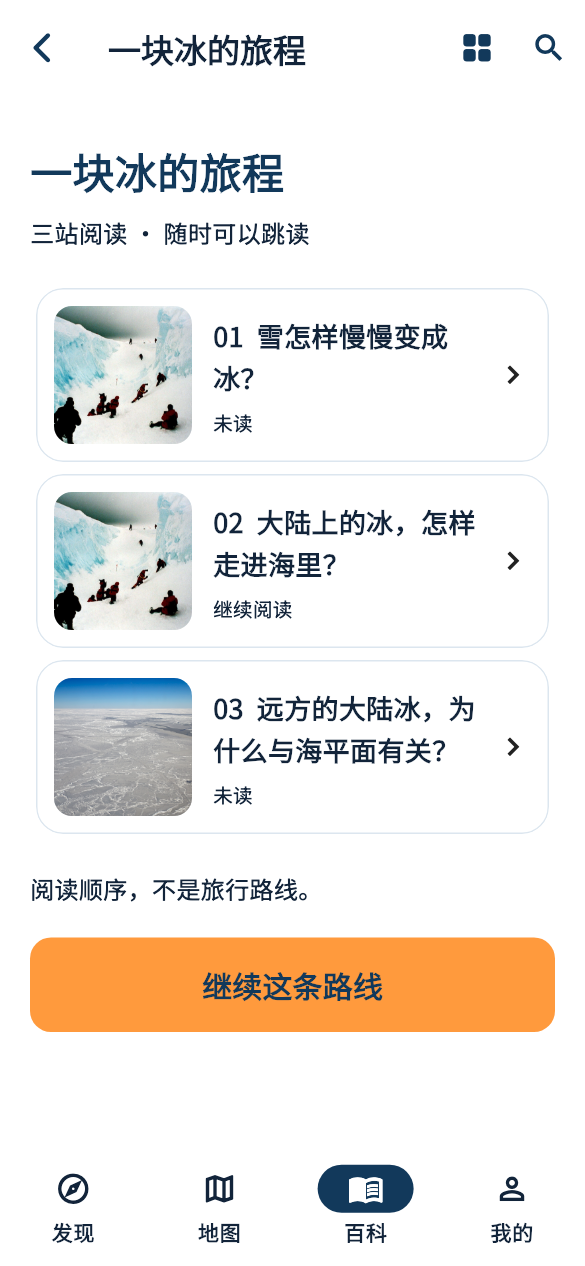 一块冰的旅程
一块冰的旅程
三站阅读 · 随时可以跳读
01 雪怎样慢慢变成
冰？
未读
02 大陆上的冰，怎样
走进海里？
继续阅读
03 远方的大陆冰，为
什么与海平面有关？
未读
阅读顺序，不是旅行路线。
继续这条路线
发现
地图
百科
我的